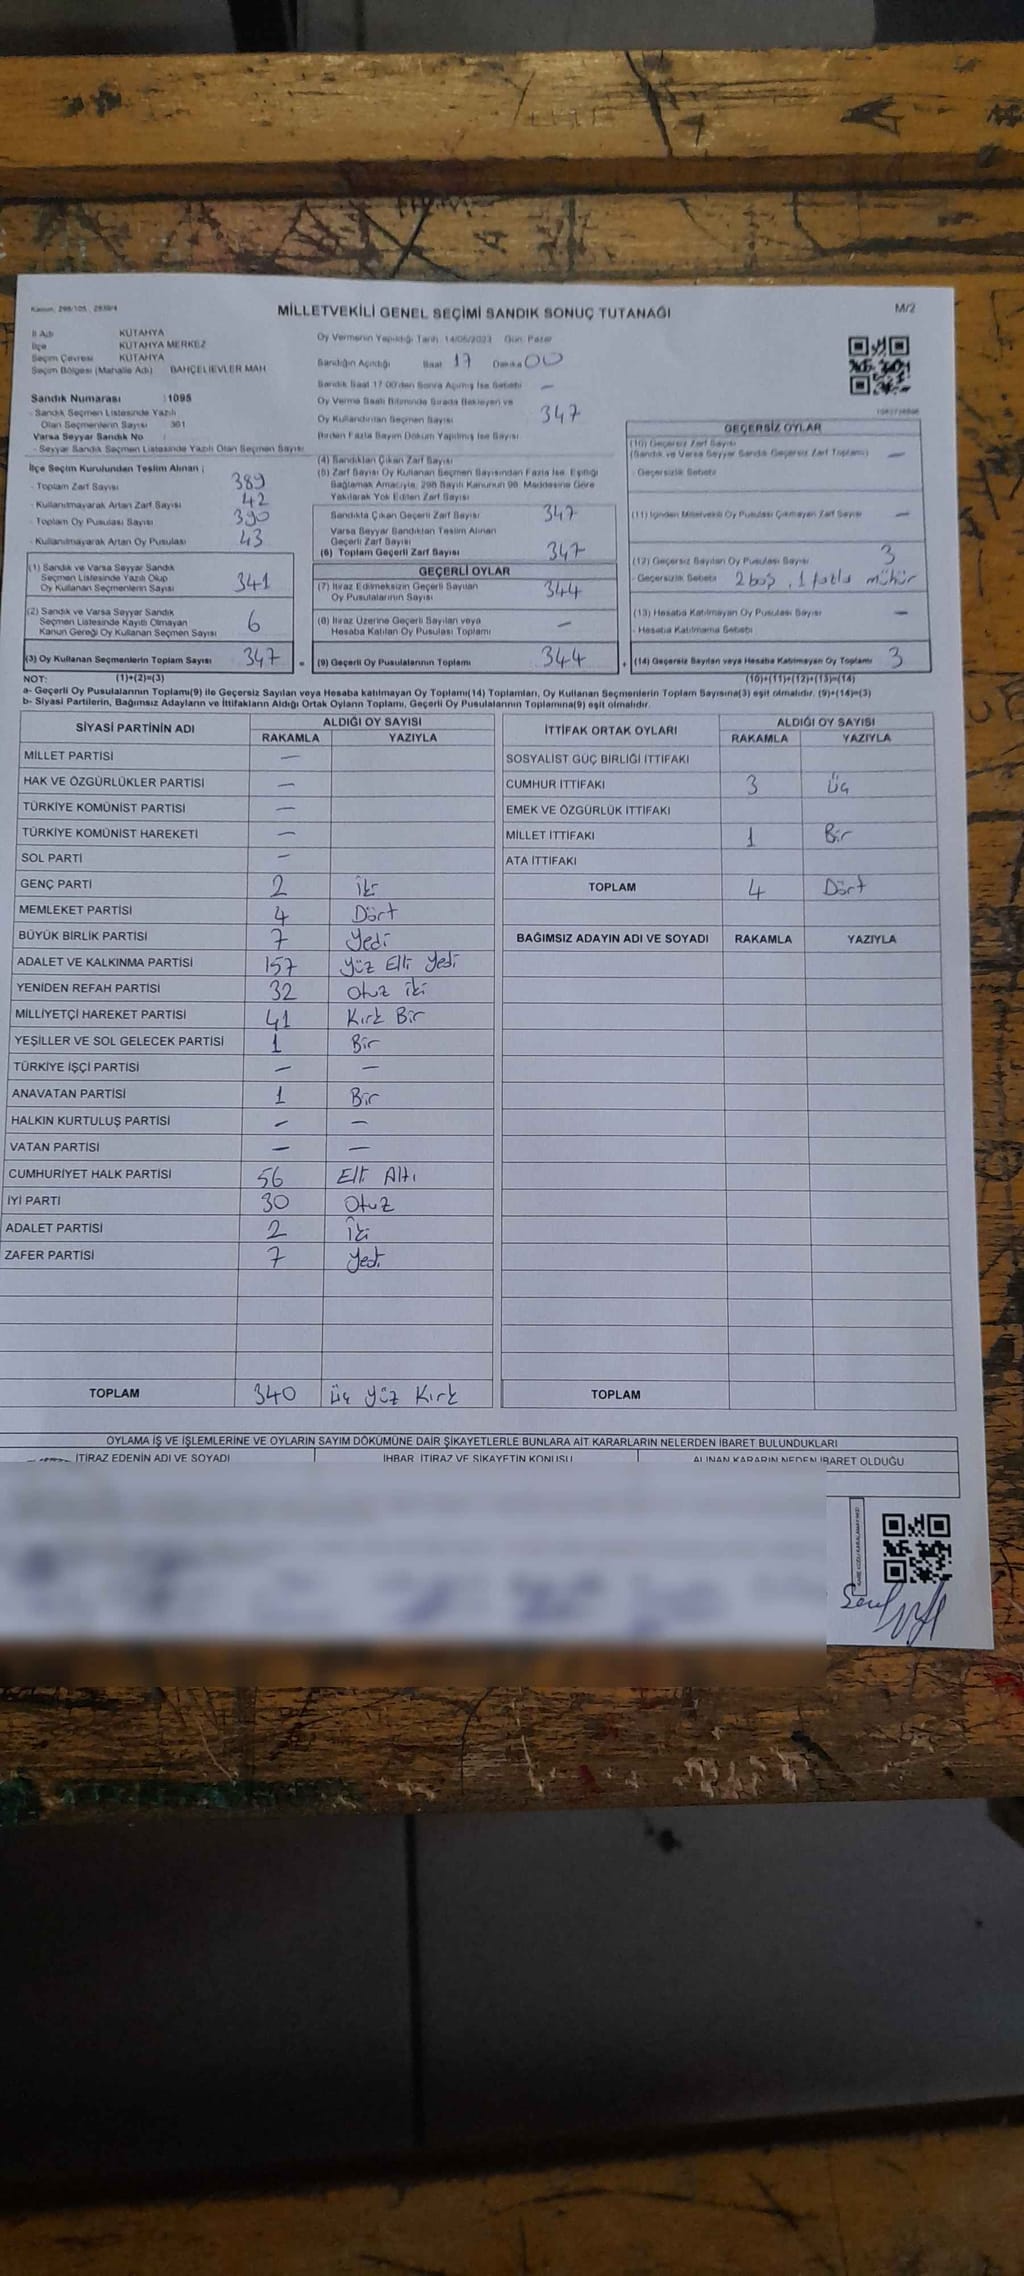 Kanun: 298/105, 2839/4
MİLLETVEKİLİ GENEL SEÇİMİ SANDIK SONUÇ TUTANAĞI
M/2
İl Adı KÜTAHYA
İlçe KÜTAHYA MERKEZ
Seçim Çevresi KÜTAHYA
Seçim Bölgesi (Mahalle Adı) BAHÇELİEVLER MAH
Sandık Numarası :1095
- Sandık Seçmen Listesinde Yazılı
Olan Seçmenlerin Sayısı 361
Varsa Seyyar Sandık No :
- Seyyar Sandık Seçmen Listesinde Yazılı Olan Seçmen Sayısı
İlçe Seçim Kurulundan Teslim Alınan ;
- Toplam Zarf Sayısı 389
- Kullanılmayarak Artan Zarf Sayısı 42
- Toplam Oy Pusulası Sayısı 390
- Kullanılmayarak Artan Oy Pusulası 43
(1) Sandık ve Varsa Seyyar Sandık
Seçmen Listesinde Yazılı Olup
Oy Kullanan Seçmenlerin Sayısı 341
(2) Sandık ve Varsa Seyyar Sandık
Seçmen Listesinde Kayıtlı Olmayan
Kanun Gereği Oy Kullanan Seçmen Sayısı 6
(3) Oy Kullanan Seçmenlerin Toplam Sayısı 347 =
Oy Vermenin Yapıldığı Tarih: 14/05/2023 Gün: Pazar
Sandığın Açıldığı Saat 17 Dakika 00
Sandık Saat 17:00'den Sonra Açılmış İse Sebebi —
Oy Verme Saati Bitiminde Sırada Bekleyen ve
Oy Kullandırılan Seçmen Sayısı 347
Birden Fazla Sayım Döküm Yapılmış İse Sayısı
(4) Sandıktan Çıkan Zarf Sayısı
(5) Zarf Sayısı Oy Kullanan Seçmen Sayısından Fazla İse, Eşitliği
Sağlamak Amacıyla, 298 Sayılı Kanunun 98. Maddesine Göre
Yakılarak Yok Edilen Zarf Sayısı
Sandıkta Çıkan Geçerli Zarf Sayısı 347
Varsa Seyyar Sandıktan Teslim Alınan
Geçerli Zarf Sayısı
(6) Toplam Geçerli Zarf Sayısı 347
GEÇERLİ OYLAR
(7) İtiraz Edilmeksizin Geçerli Sayılan
Oy Pusulalarının Sayısı 344
(8) İtiraz Üzerine Geçerli Sayılan veya
Hesaba Katılan Oy Pusulası Toplamı —
(9) Geçerli Oy Pusulalarının Toplamı 344 +
GEÇERSİZ OYLAR
(10) Geçersiz Zarf Sayısı
(Sandık ve Varsa Seyyar Sandık Geçersiz Zarf Toplamı) —
- Geçersizlik Sebebi
(11) İçinden Milletvekili Oy Pusulası Çıkmayan Zarf Sayısı —
(12) Geçersiz Sayılan Oy Pusulası Sayısı 3
- Geçersizlik Sebebi 2 boş, 1 fazla mühür
(13) Hesaba Katılmayan Oy Pusulası Sayısı —
- Hesaba Katılmama Sebebi
(14) Geçersiz Sayılan veya Hesaba Katılmayan Oy Toplamı 3
NOT: (1)+(2)=(3) (10)+(11)+(12)+(13)=(14)
a- Geçerli Oy Pusulalarının Toplamı(9) ile Geçersiz Sayılan veya Hesaba katılmayan Oy Toplamı(14) Toplamları, Oy Kullanan Seçmenlerin Toplam Sayısına(3) eşit olmalıdır. (9)+(14)=(3)
b- Siyasi Partilerin, Bağımsız Adayların ve İttifakların Aldığı Ortak Oyların Toplamı, Geçerli Oy Pusulalarının Toplamına(9) eşit olmalıdır.
SİYASİ PARTİNİN ADI ALDIĞI OY SAYISI
RAKAMLA YAZIYLA
MİLLET PARTİSİ —
HAK VE ÖZGÜRLÜKLER PARTİSİ —
TÜRKİYE KOMÜNİST PARTİSİ —
TÜRKİYE KOMÜNİST HAREKETİ —
SOL PARTİ —
GENÇ PARTİ 2 iki
MEMLEKET PARTİSİ 4 Dört
BÜYÜK BİRLİK PARTİSİ 7 Yedi
ADALET VE KALKINMA PARTİSİ 157 Yüz Elli Yedi
YENİDEN REFAH PARTİSİ 32 Otuz iki
MİLLİYETÇİ HAREKET PARTİSİ 41 Kırk Bir
YEŞİLLER VE SOL GELECEK PARTİSİ 1 Bir
TÜRKİYE İŞÇİ PARTİSİ — —
ANAVATAN PARTİSİ 1 Bir
HALKIN KURTULUŞ PARTİSİ — —
VATAN PARTİSİ — —
CUMHURİYET HALK PARTİSİ 56 Elli Altı
İYİ PARTİ 30 Otuz
ADALET PARTİSİ 2 İki
ZAFER PARTİSİ 7 Yedi
TOPLAM 340 üç yüz Kırk
İTTİFAK ORTAK OYLARI ALDIĞI OY SAYISI
RAKAMLA YAZIYLA
SOSYALİST GÜÇ BİRLİĞİ İTTİFAKI
CUMHUR İTTİFAKI 3 üç
EMEK VE ÖZGÜRLÜK İTTİFAKI
MİLLET İTTİFAKI 1 Bir
ATA İTTİFAKI
TOPLAM 4 Dört
BAĞIMSIZ ADAYIN ADI VE SOYADI RAKAMLA YAZIYLA
TOPLAM
OYLAMA İŞ VE İŞLEMLERİNE VE OYLARIN SAYIM DÖKÜMÜNE DAİR ŞİKAYETLERLE BUNLARA AİT KARARLARIN NELERDEN İBARET BULUNDUKLARI
İTİRAZ EDENİN ADI VE SOYADI İHBAR, İTİRAZ VE ŞİKAYETİN KONUSU ALINAN KARARIN NEDEN İBARET OLDUĞU